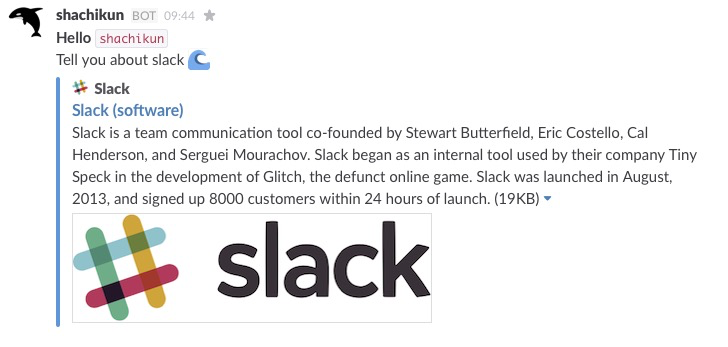 shachikun BOT 09:44
Hello shachikun
Tell you about slack
Slack
Slack (software)
Slack is a team communication tool co-founded by Stewart Butterfield, Eric Costello, Cal
Henderson, and Serguei Mourachov. Slack began as an internal tool used by their company Tiny
Speck in the development of Glitch, the defunct online game. Slack was launched in August,
2013, and signed up 8000 customers within 24 hours of launch. (19KB)
slack